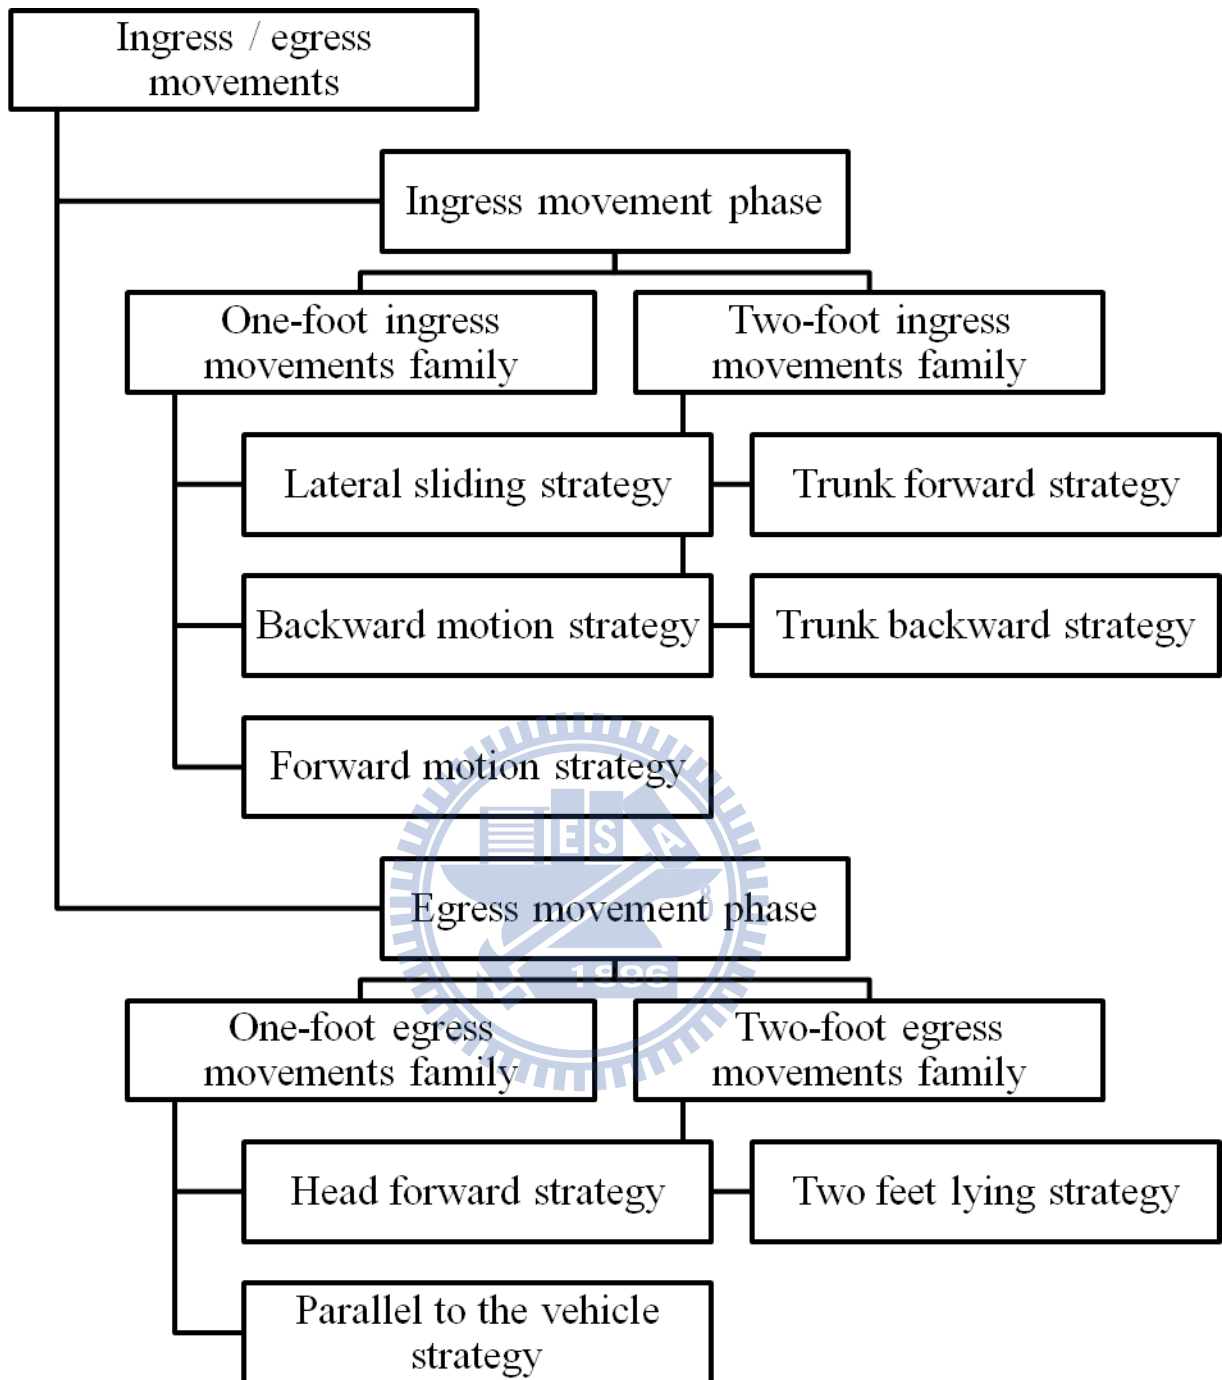 Ingress / egress
movements
Ingress movement phase
One-foot ingress
movements family
Two-foot ingress
movements family
Lateral sliding strategy
Trunk forward strategy
Backward motion strategy
Trunk backward strategy
Forward motion strategy
E S A
Egress movement phase
1896
One-foot egress
movements family
Two-foot egress
movements family
Head forward strategy
Two feet lying strategy
Parallel to the vehicle
strategy